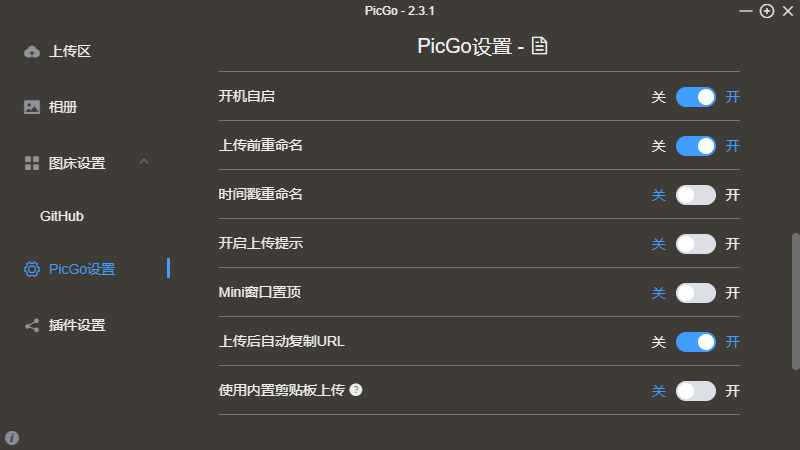 PicGo - 2.3.1
上传区
相册
图床设置
GitHub
PicGo设置
插件设置
PicGo设置 -
开机自启 关 开
上传前重命名 关 开
时间戳重命名 关 开
开启上传提示 关 开
Mini窗口置顶 关 开
上传后自动复制URL 关 开
使用内置剪贴板上传 ? 关 开